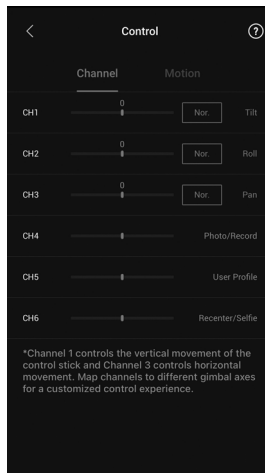 Control ?
Channel Motion
0
CH1 Nor. Tilt
0
CH2 Nor. Roll
0
CH3 Nor. Pan
CH4 Photo/Record
CH5 User Profile
CH6 Recenter/Selfie
*Channel 1 controls the vertical movement of the
control stick and Channel 3 controls horizontal
movement. Map channels to different gimbal axes
for a customized control experience.